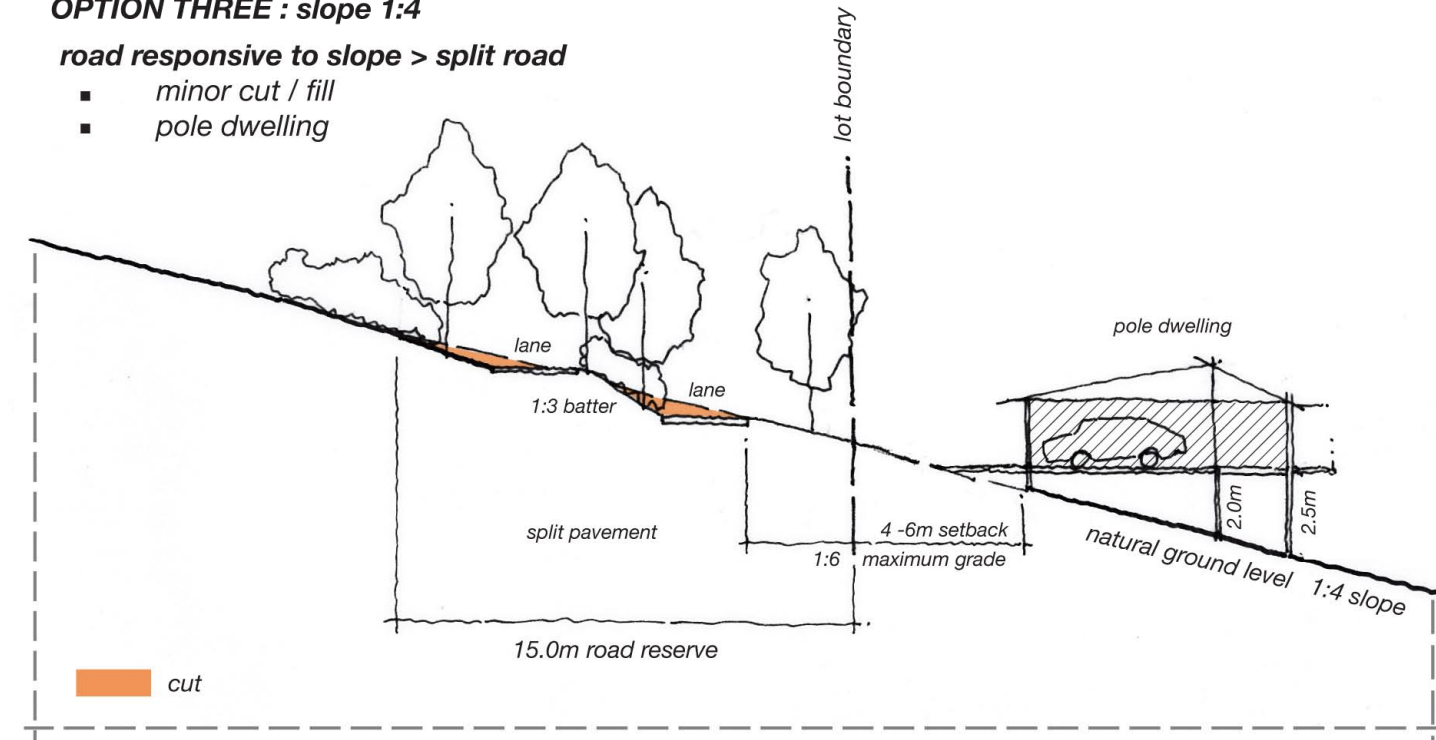 OPTION THREE : slope 1:4
road responsive to slope > split road
▪ minor cut / fill
▪ pole dwelling
lot boundary
pole dwelling
lane
lane
1:3 batter
2.0m
2.5m
split pavement
4 -6m setback
1:6 maximum grade
natural ground level 1:4 slope
15.0m road reserve
cut